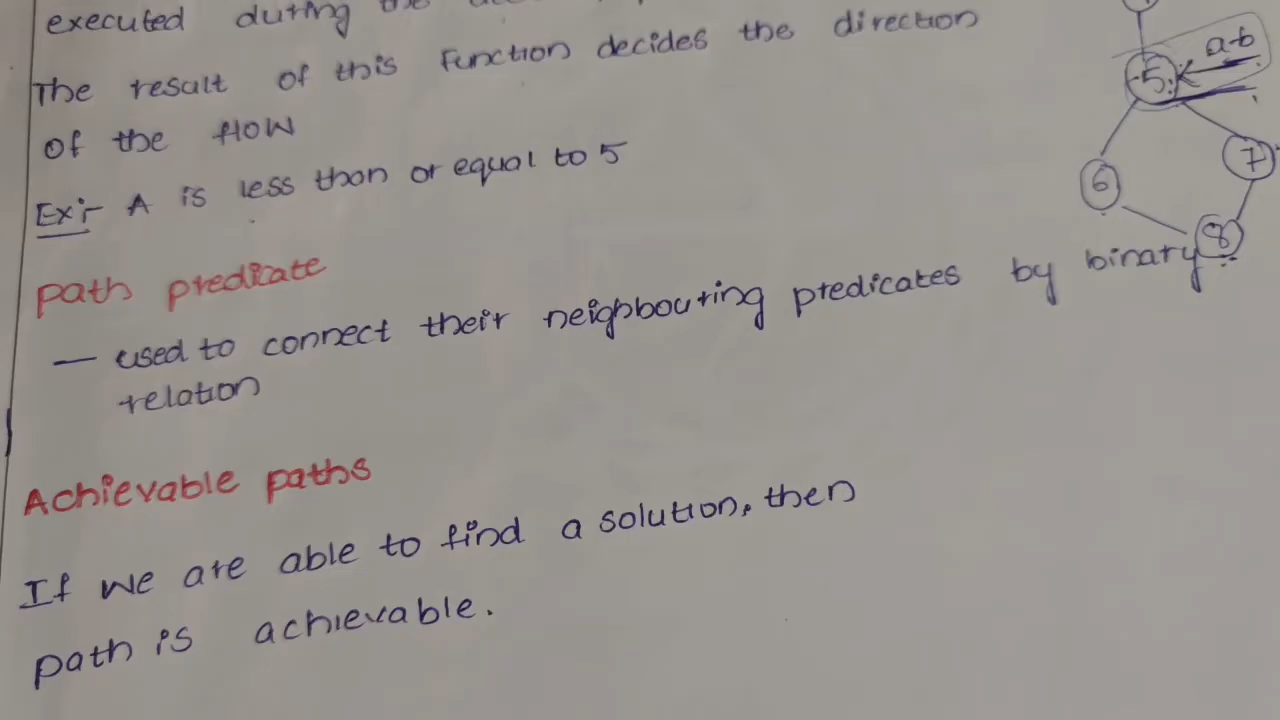 executed during the
The result of this Function decides the direction
of the flow
Ex:- A is less than or equal to 5
path predicate
— used to connect their neighbouring predicates by binary
relation
Achievable paths
If we are able to find a solution, then
path is achievable.
a-b
5
6
7
8